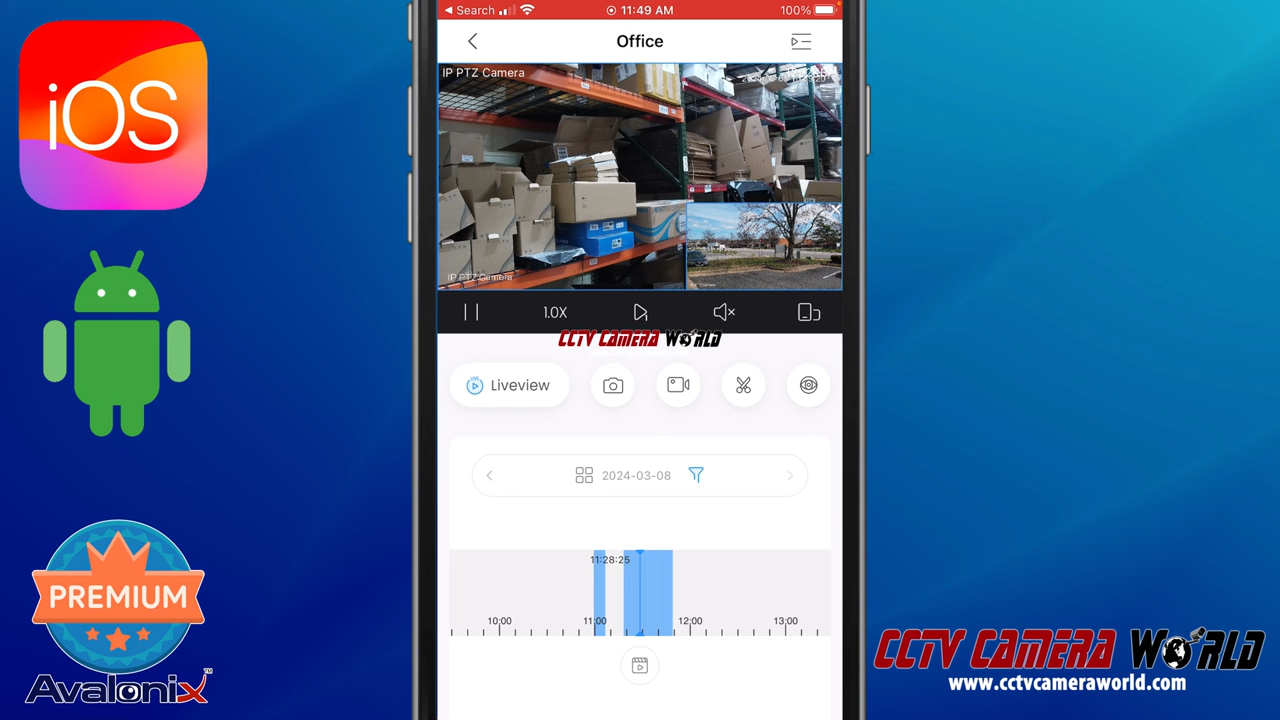 iOS
Search
11:49 AM
100%
Office
IP PTZ Camera
IP PTZ Camera
1.0X
CCTV CAMERA WORLD
LIVE
Liveview
2024-03-08
11:28:25
10:00
11:00
12:00
13:00
PREMIUM
Avalonix™
CCTV CAMERA WORLD
www.cctvcameraworld.com